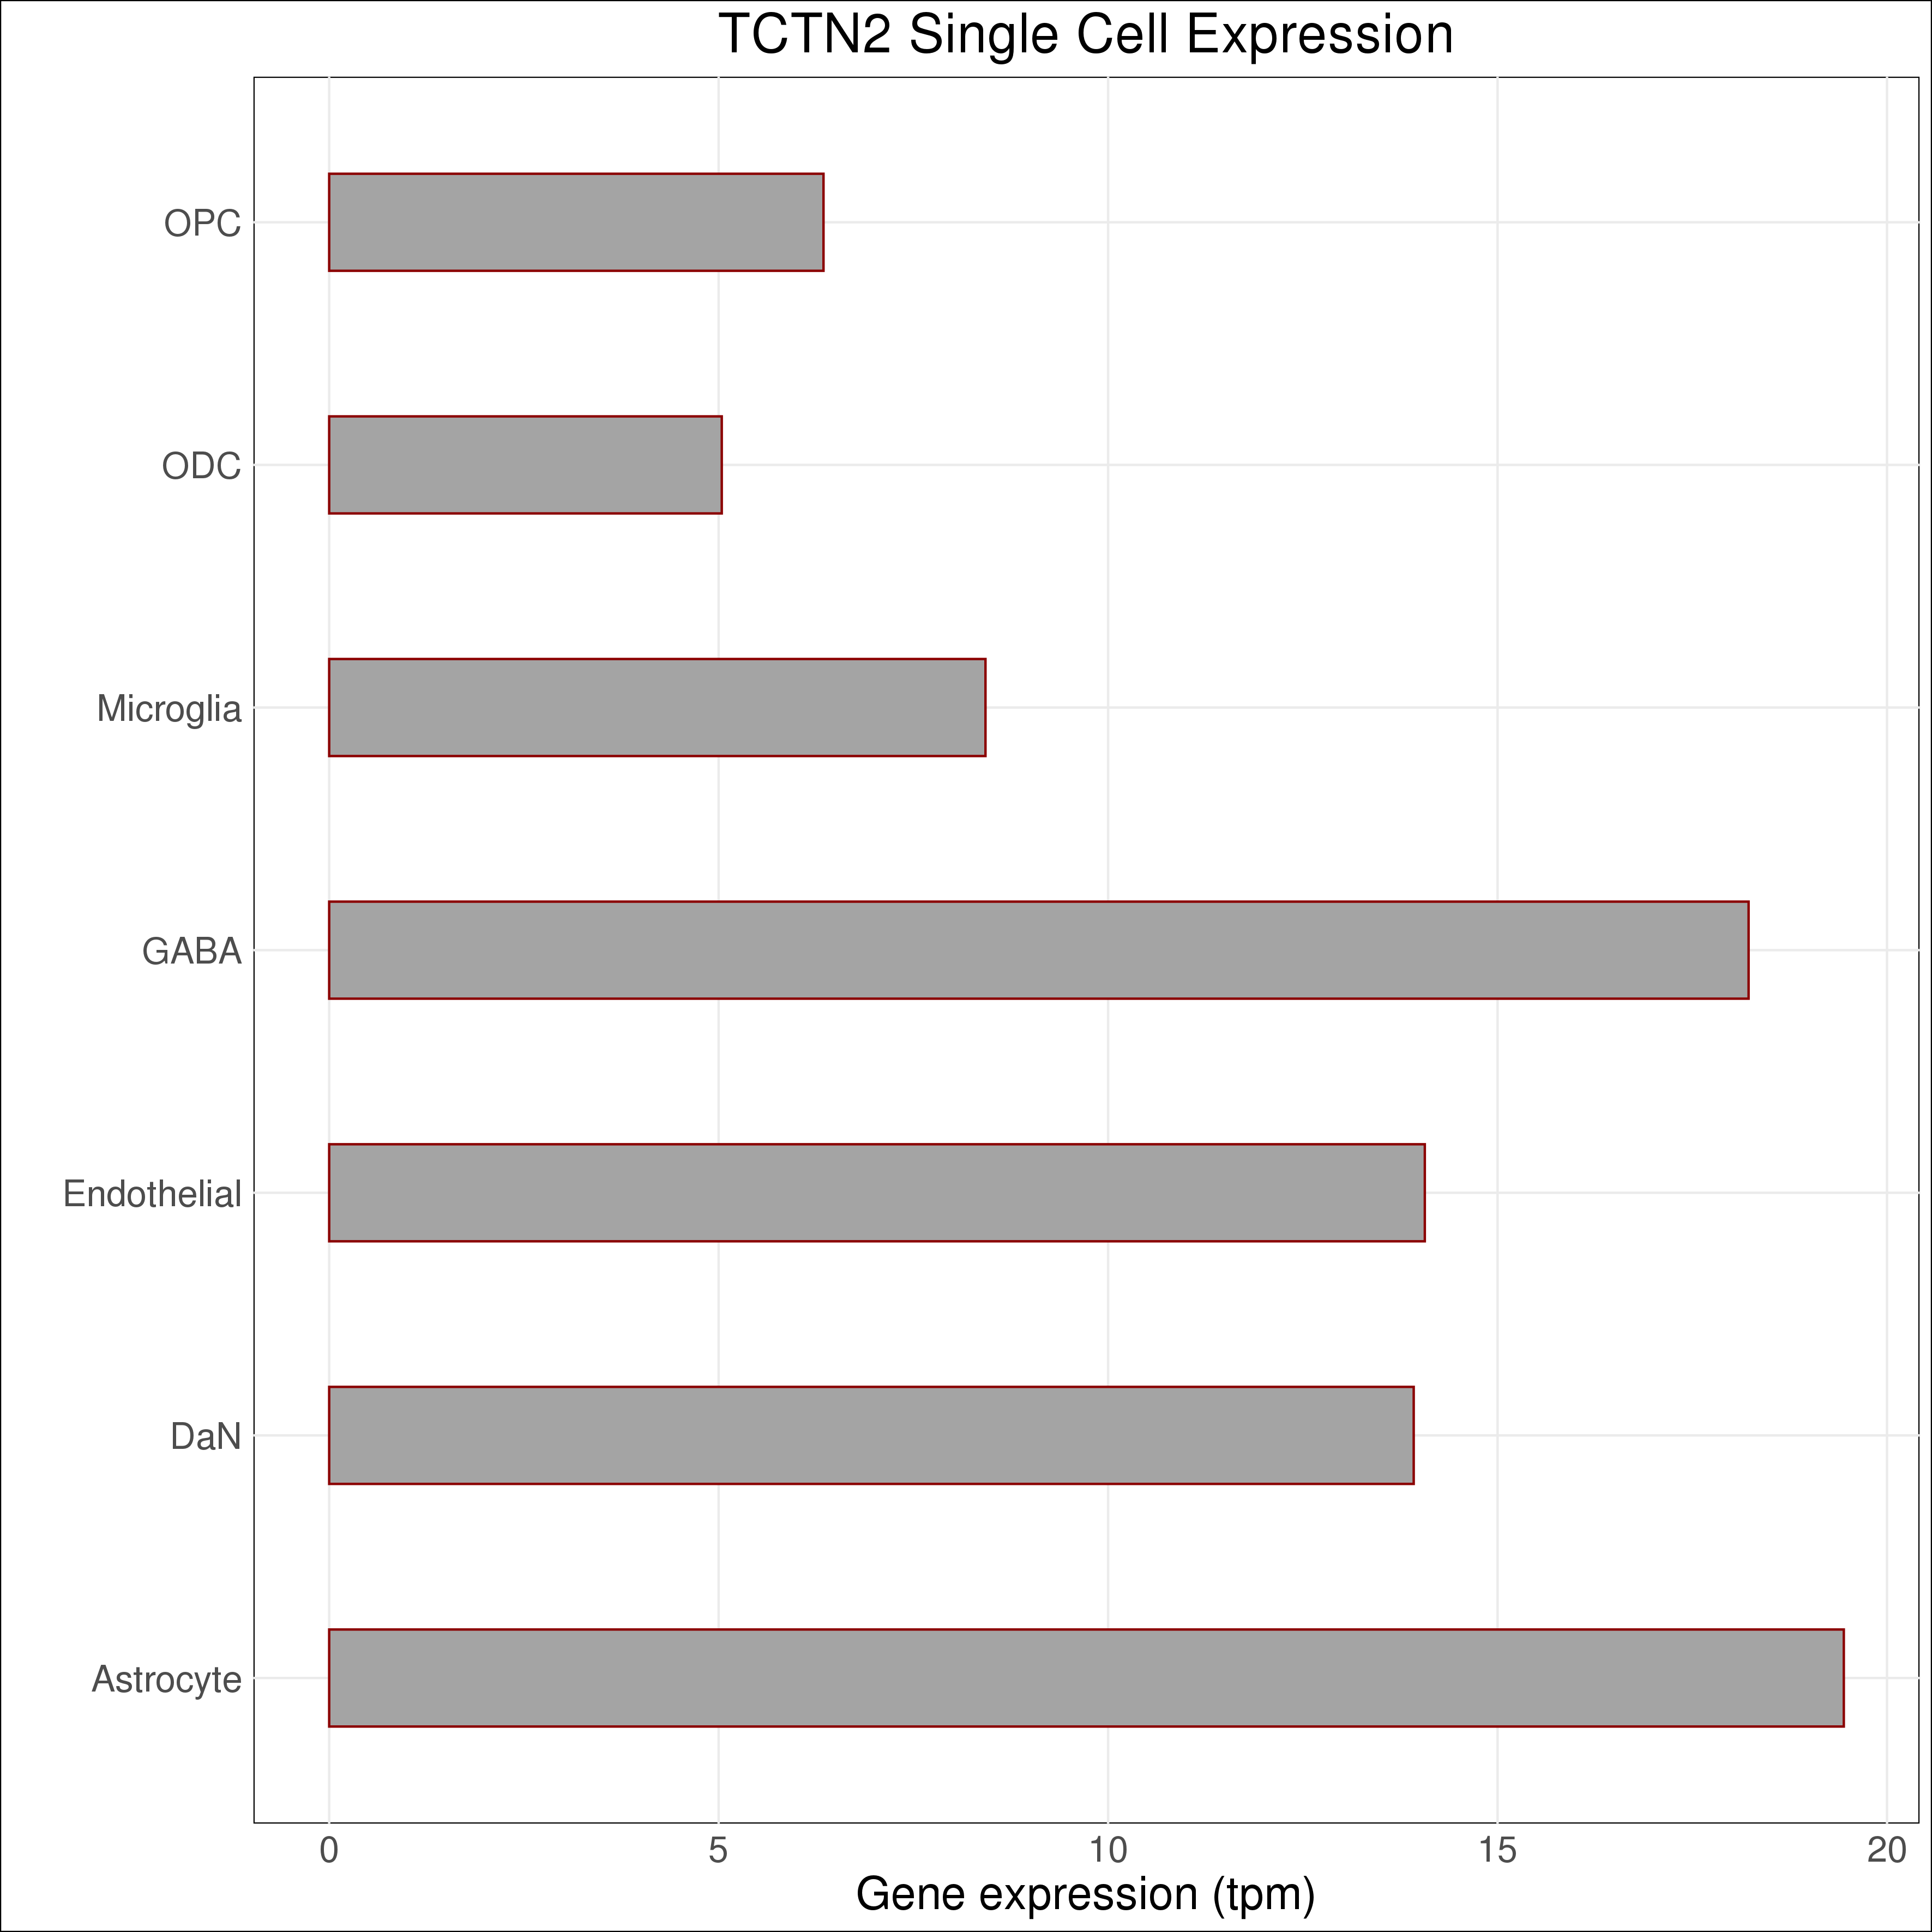 TCTN2 Single Cell Expression
OPC
ODC
Microglia
GABA
Endothelial
DaN
Astrocyte
0 5 10 15 20
Gene expression (tpm)